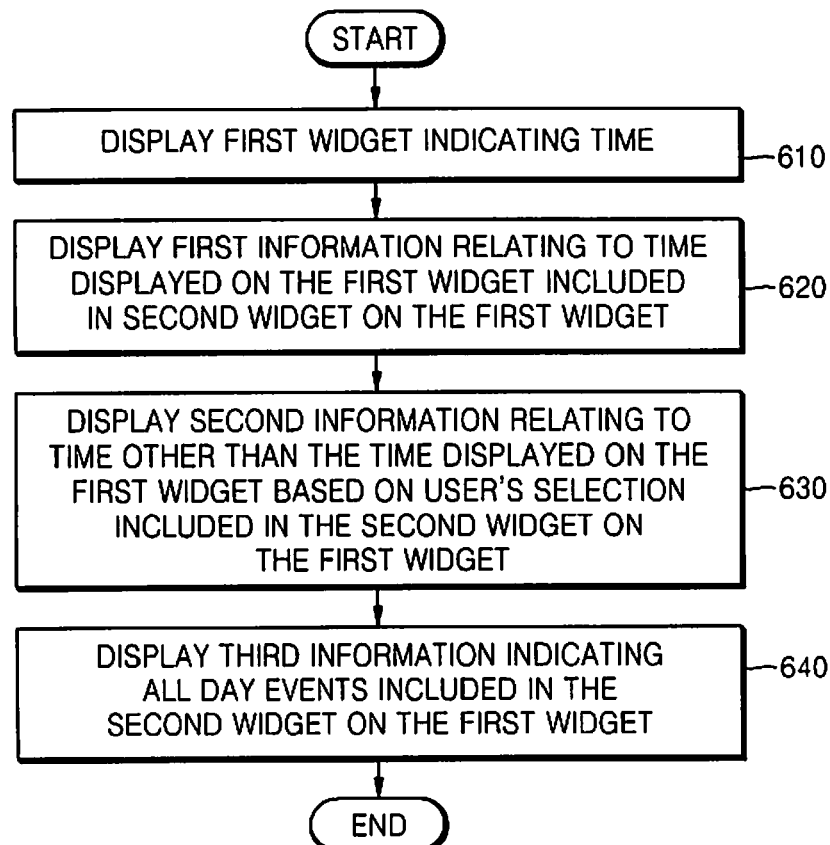 START
DISPLAY FIRST WIDGET INDICATING TIME
610
DISPLAY FIRST INFORMATION RELATING TO TIME
DISPLAYED ON THE FIRST WIDGET INCLUDED
IN SECOND WIDGET ON THE FIRST WIDGET
620
DISPLAY SECOND INFORMATION RELATING TO
TIME OTHER THAN THE TIME DISPLAYED ON THE
FIRST WIDGET BASED ON USER'S SELECTION
INCLUDED IN THE SECOND WIDGET ON
THE FIRST WIDGET
630
DISPLAY THIRD INFORMATION INDICATING
ALL DAY EVENTS INCLUDED IN THE
SECOND WIDGET ON THE FIRST WIDGET
640
END